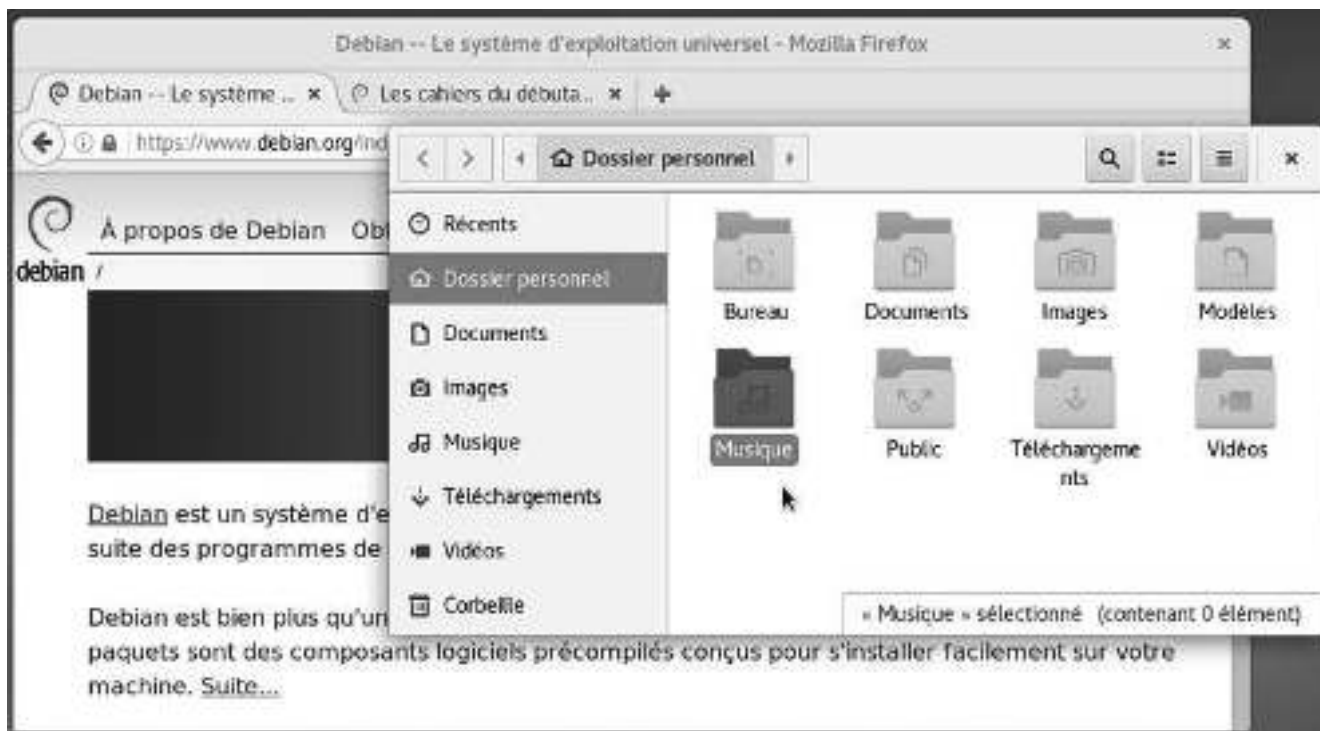 Debian -- Le système d'exploitation universel - Mozilla Firefox
Debian -- Le système ...
Les cahiers du débuta...
https://www.debian.org/ind
À propos de Debian Obt
debian /
Debian est un système d'e
suite des programmes de
Debian est bien plus qu'un
paquets sont des composants logiciels précompilés conçus pour s'installer facilement sur votre
machine. Suite...
Dossier personnel
Récents
Dossier personnel
Documents
Images
Musique
Téléchargements
Vidéos
Corbeille
Bureau
Documents
Images
Modèles
Musique
Public
Téléchargeme
nts
Vidéos
« Musique » sélectionné (contenant 0 élément)